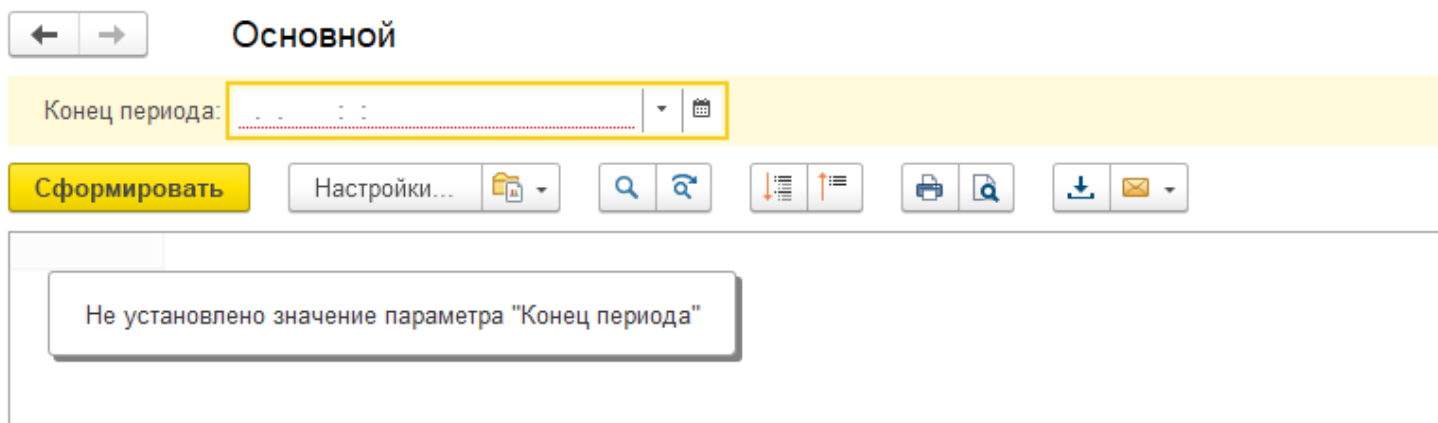 Основной
Конец периода: . . : :
Сформировать Настройки...
Не установлено значение параметра "Конец периода"